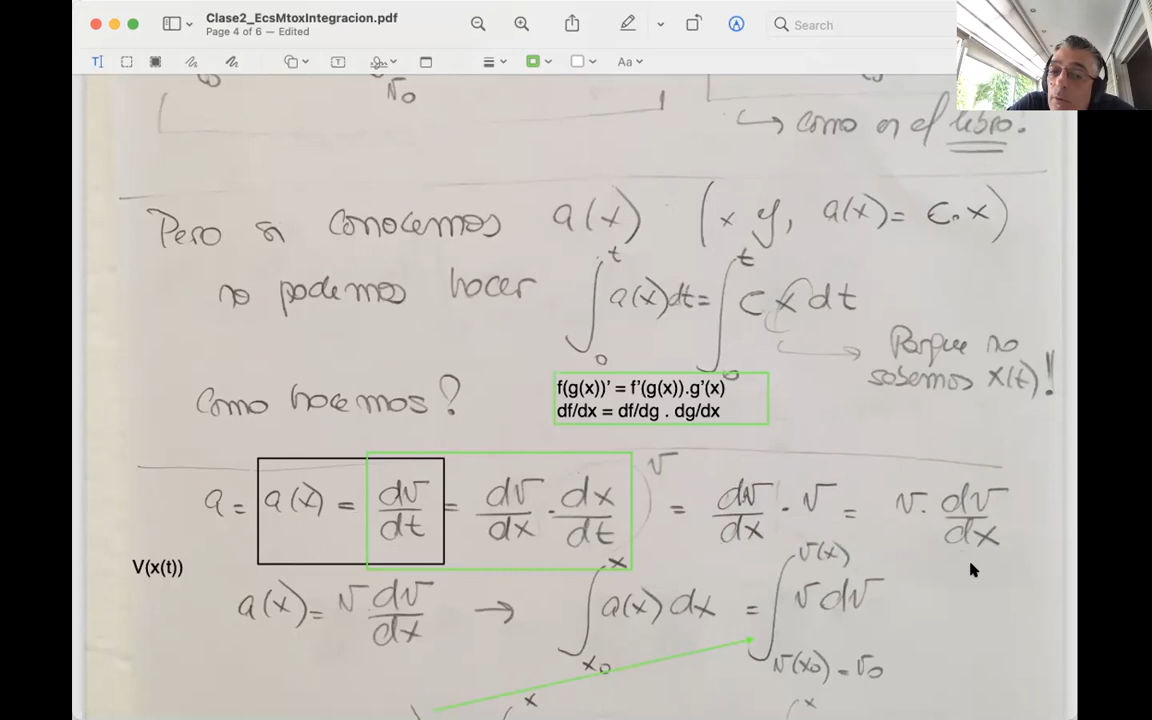 Clase2_EcsMtoxIntegracion.pdf
Page 4 of 6 — Edited
Search
Aa
v0
→ como en el libro.
Pero si conocemos a(x) (x ej, a(x)= c.x)
no podemos hacer ∫₀ᵗ a(x)dt = ∫₀ᵗ c x dt
→ Porque no
sabemos x(t)!
Como hacemos?
f(g(x))' = f'(g(x)).g'(x)
df/dx = df/dg . dg/dx
a = a(x) = dv/dt = dv/dx · dx/dt = dv/dx · v = v · dv/dx
v
V(x(t))
a(x) = v dv/dx → ∫ₓ₀ˣ a(x) dx = ∫ v dv
v(x)
v(x0) = v0
x
x